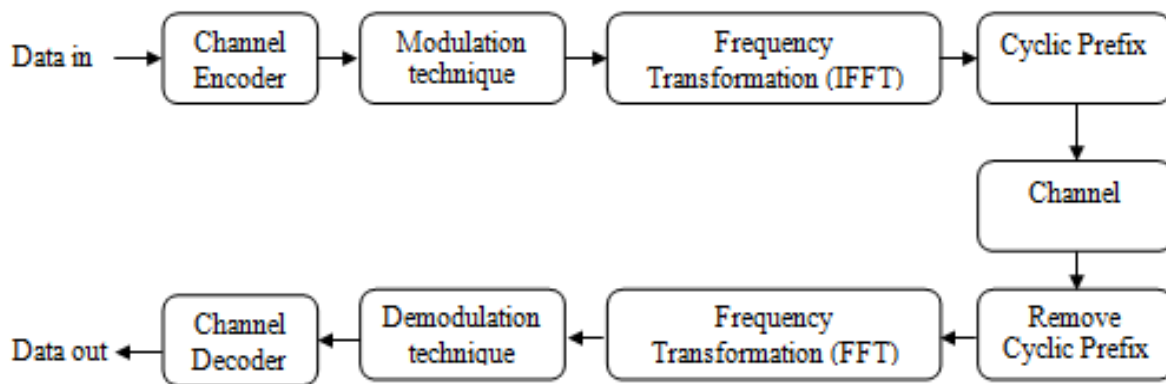 Data in
Channel
Encoder
Modulation
technique
Frequency
Transformation (IFFT)
Cyclic Prefix
Channel
Remove
Cyclic Prefix
Frequency
Transformation (FFT)
Demodulation
technique
Channel
Decoder
Data out